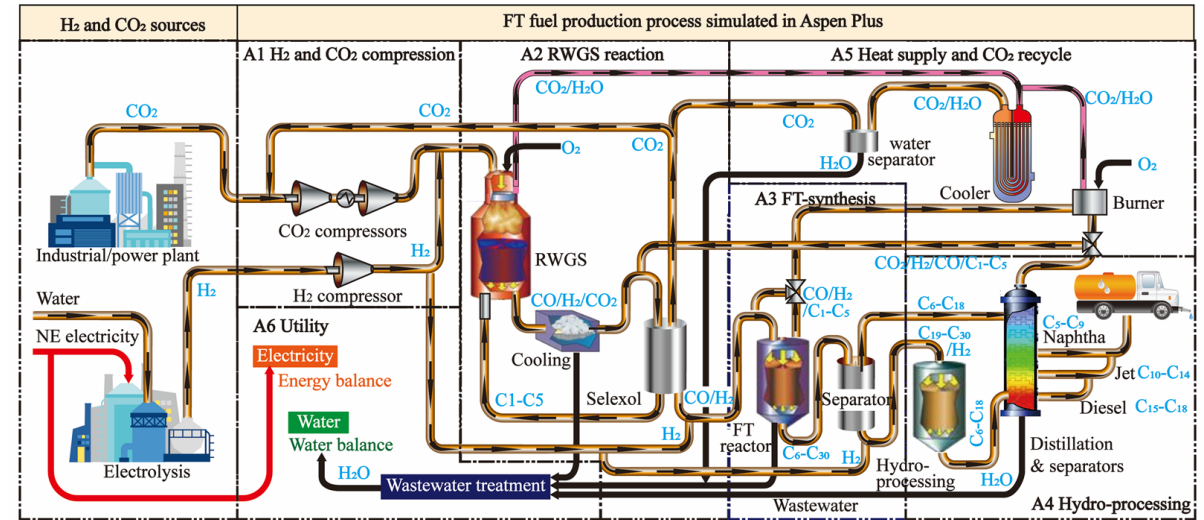 H₂ and CO₂ sources
FT fuel production process simulated in Aspen Plus
A1 H₂ and CO₂ compression
A2 RWGS reaction
A5 Heat supply and CO₂ recycle
CO₂/H₂O
CO₂/H₂O
CO₂/H₂O
CO₂
CO₂
CO₂
CO₂
O₂
H₂O
water
separator
O₂
Cooler
Burner
A3 FT-synthesis
Industrial/power plant
CO₂ compressors
H₂
RWGS
CO₂/H₂/CO/C₁-C₅
H₂
H₂ compressor
CO/H₂/CO₂
CO/H₂
/C₁-C₅
C₆-C₁₈
Water
NE electricity
A6 Utility
Electricity
Energy balance
Cooling
C₁₉-C₃₀
/H₂
C₅-C₉
Naphtha
Jet C₁₀-C₁₄
Diesel C₁₅-C₁₈
C1-C5
Selexol
CO/H₂
Separator
C₆-C₁₈
Water
Water balance
H₂
FT
reactor
C₆-C₃₀
H₂
Hydro-
processing
H₂O
Distillation
& separators
Electrolysis
H₂O
Wastewater treatment
Wastewater
A4 Hydro-processing